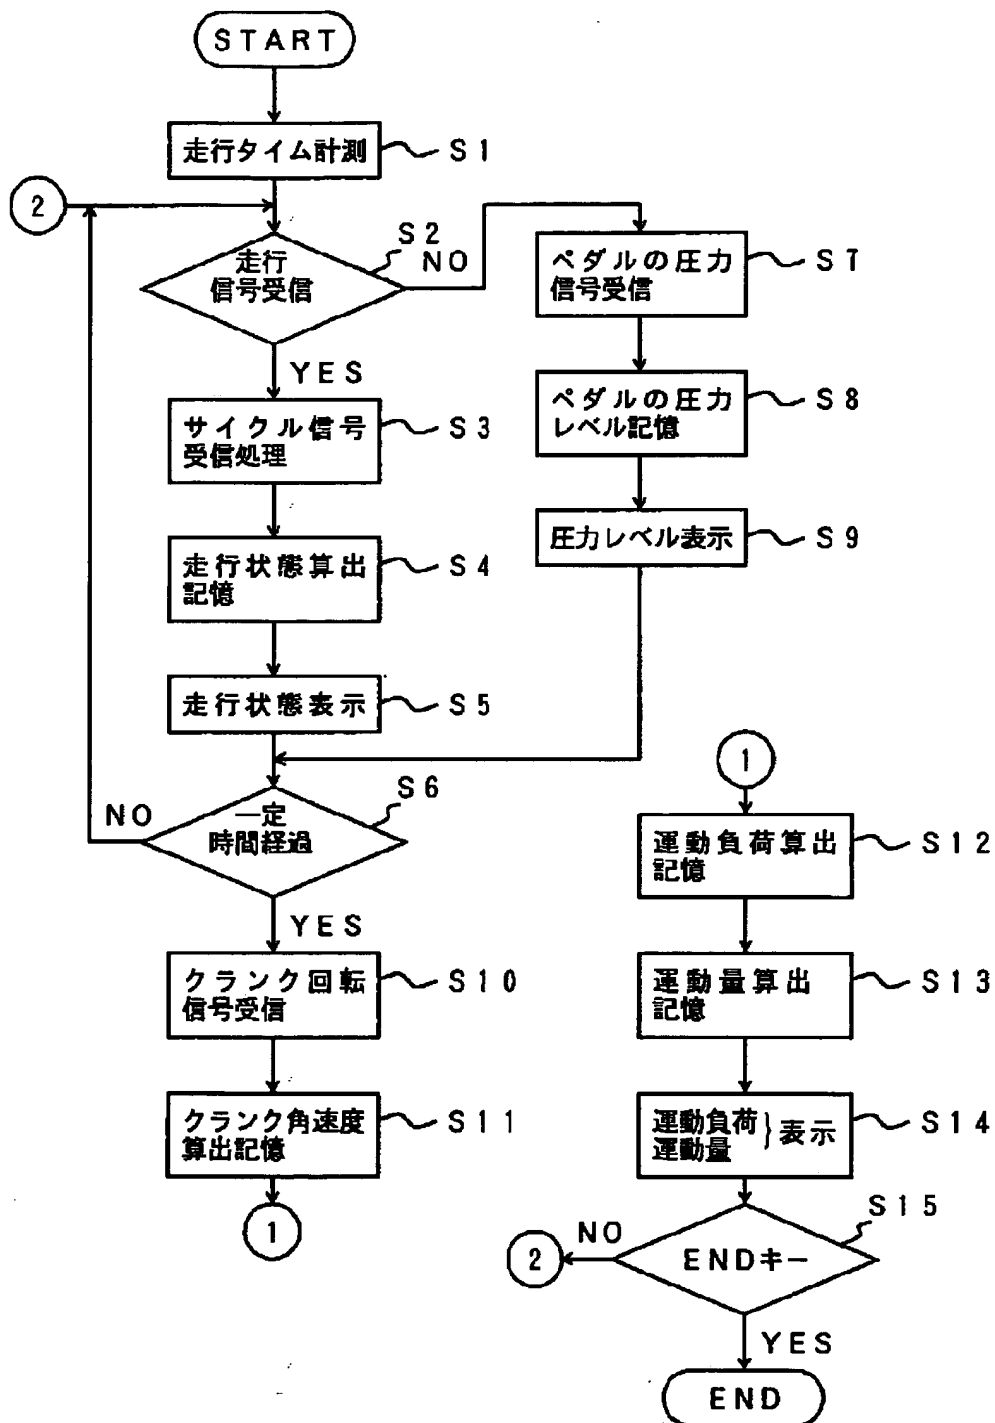 START
走行タイム計測
S1
2
S2
走行
信号受信
NO
YES
サイクル信号
受信処理
S3
走行状態算出
記憶
S4
走行状態表示
S5
S6
一定
時間経過
NO
YES
クランク回転
信号受信
S10
クランク角速度
算出記憶
S11
1
ペダルの圧力
信号受信
S7
ペダルの圧力
レベル記憶
S8
圧力レベル表示
S9
1
運動負荷算出
記憶
S12
運動量算出
記憶
S13
運動負荷
運動量
}表示
S14
S15
ENDキー
NO
2
YES
END